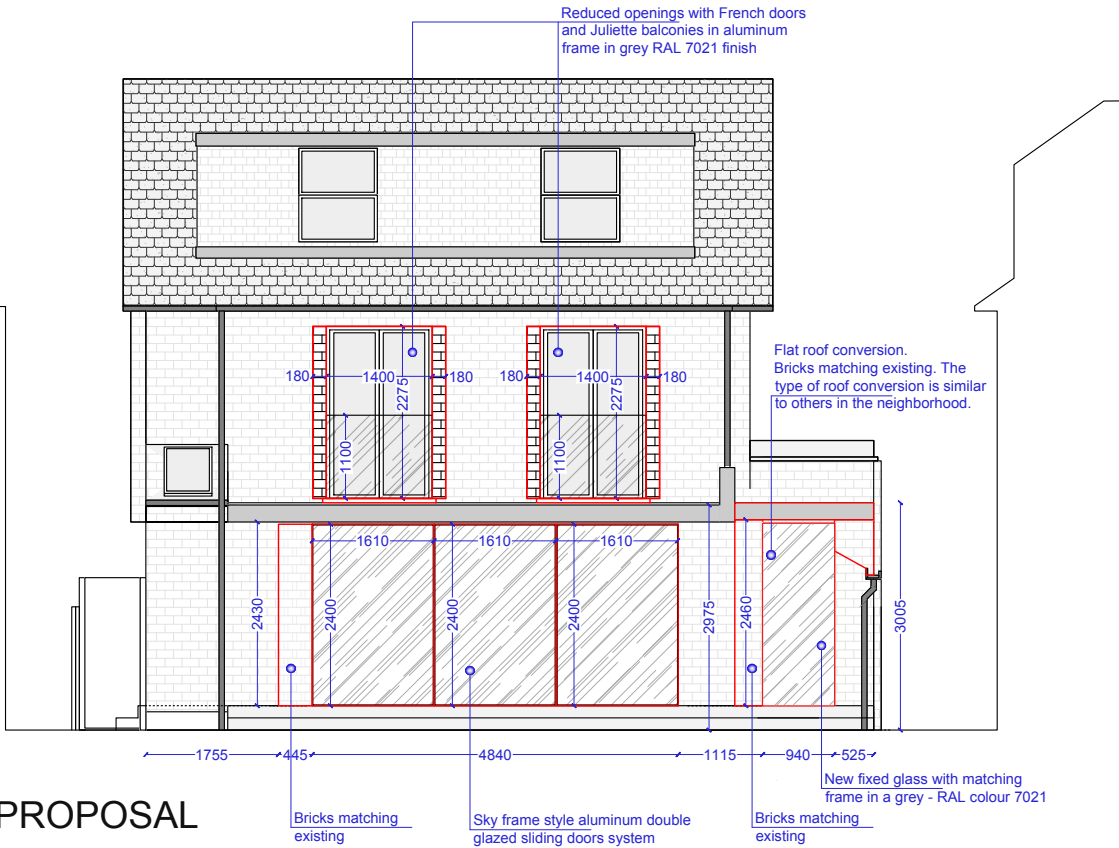 Reduced openings with French doors
and Juliette balconies in aluminum
frame in grey RAL 7021 finish
Flat roof conversion.
Bricks matching existing. The
type of roof conversion is similar
to others in the neighborhood.
180 1400 180
2275
1100
180 1400 180
2275
1100
1610 1610 1610
2430
2400
2400
2400
2975
2460
3005
1755 445 4840 1115 940 525
New fixed glass with matching
frame in a grey - RAL colour 7021
PROPOSAL
Bricks matching
existing
Sky frame style aluminum double
glazed sliding doors system
Bricks matching
existing